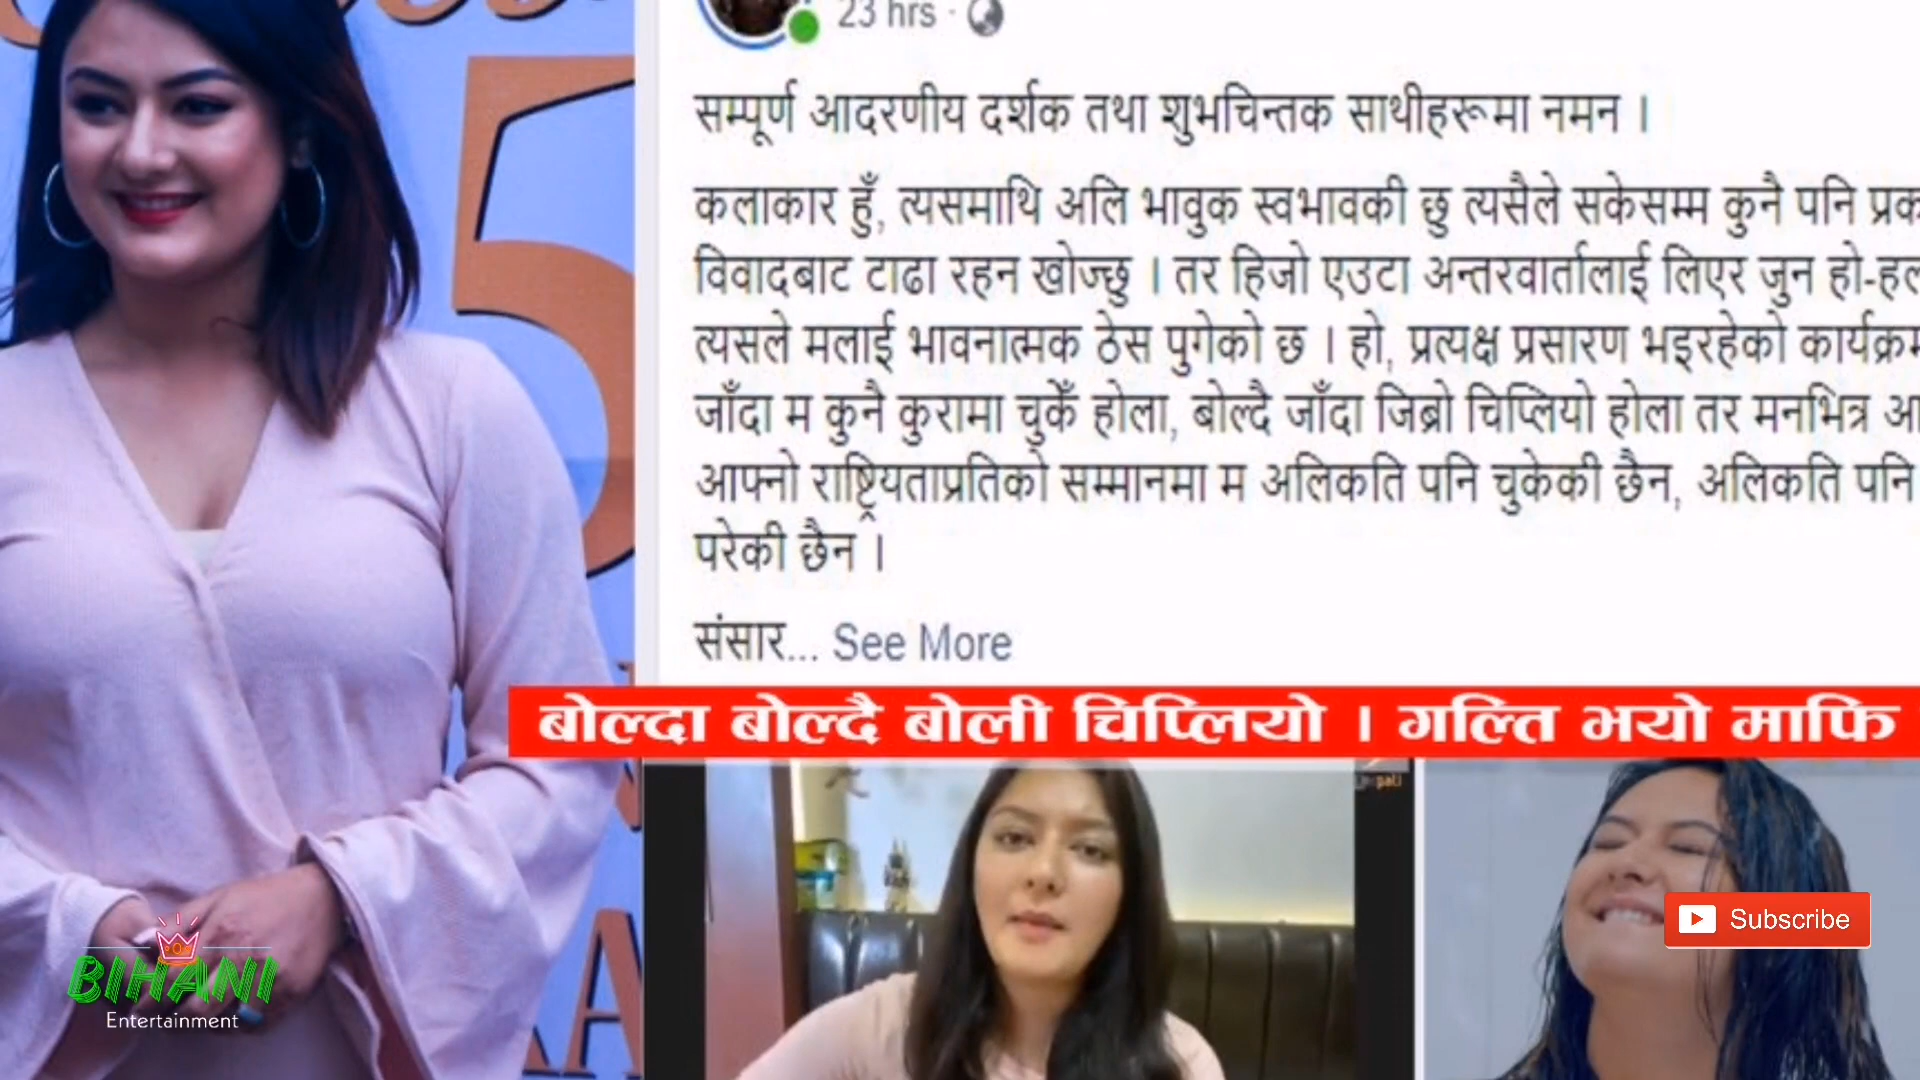 23 hrs ·
सम्पूर्ण आदरणीय दर्शक तथा शुभचिन्तक साथीहरूमा नमन ।
कलाकार हुँ, त्यसमाथि अलि भावुक स्वभावकी छु त्यसैले सकेसम्म कुनै पनि प्रक
विवादबाट टाढा रहन खोज्छु । तर हिजो एउटा अन्तरवार्तालाई लिएर जुन हो-हल
त्यसले मलाई भावनात्मक ठेस पुगेको छ । हो, प्रत्यक्ष प्रसारण भइरहेको कार्यक्रम
जाँदा म कुनै कुरामा चुकेँ होला, बोल्दै जाँदा जिब्रो चिप्लियो होला तर मनभित्र आ
आफ्नो राष्ट्रियताप्रतिको सम्मानमा म अलिकति पनि चुकेकी छैन, अलिकति पनि
परेकी छैन ।
संसार... See More
बोल्दा बोल्दै बोली चिप्लियो । गल्ति भयो माफि
5
Subscribe
BIHANI
Entertainment